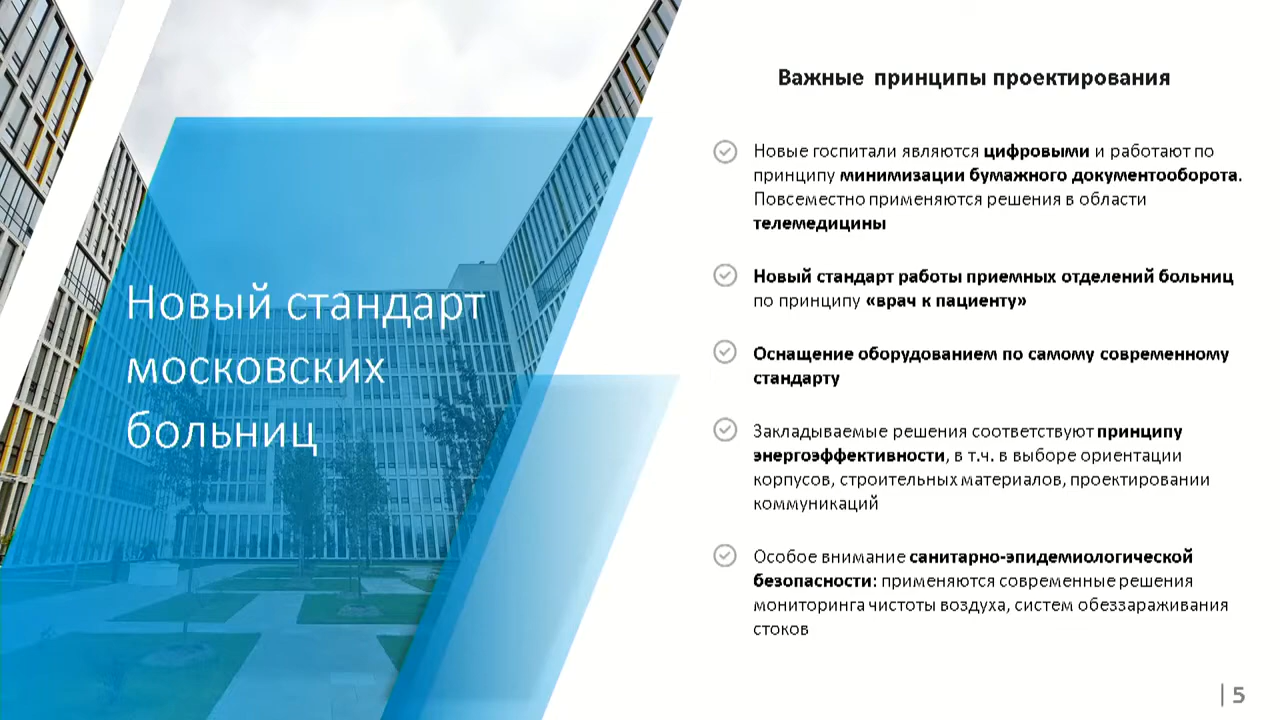 Новый стандарт
московских
больниц
Важные принципы проектирования
Новые госпитали являются цифровыми и работают по
принципу минимизации бумажного документооборота.
Повсеместно применяются решения в области
телемедицины
Новый стандарт работы приемных отделений больниц
по принципу «врач к пациенту»
Оснащение оборудованием по самому современному
стандарту
Закладываемые решения соответствуют принципу
энергоэффективности, в т.ч. в выборе ориентации
корпусов, строительных материалов, проектировании
коммуникаций
Особое внимание санитарно-эпидемиологической
безопасности: применяются современные решения
мониторинга чистоты воздуха, систем обеззараживания
стоков
| 5